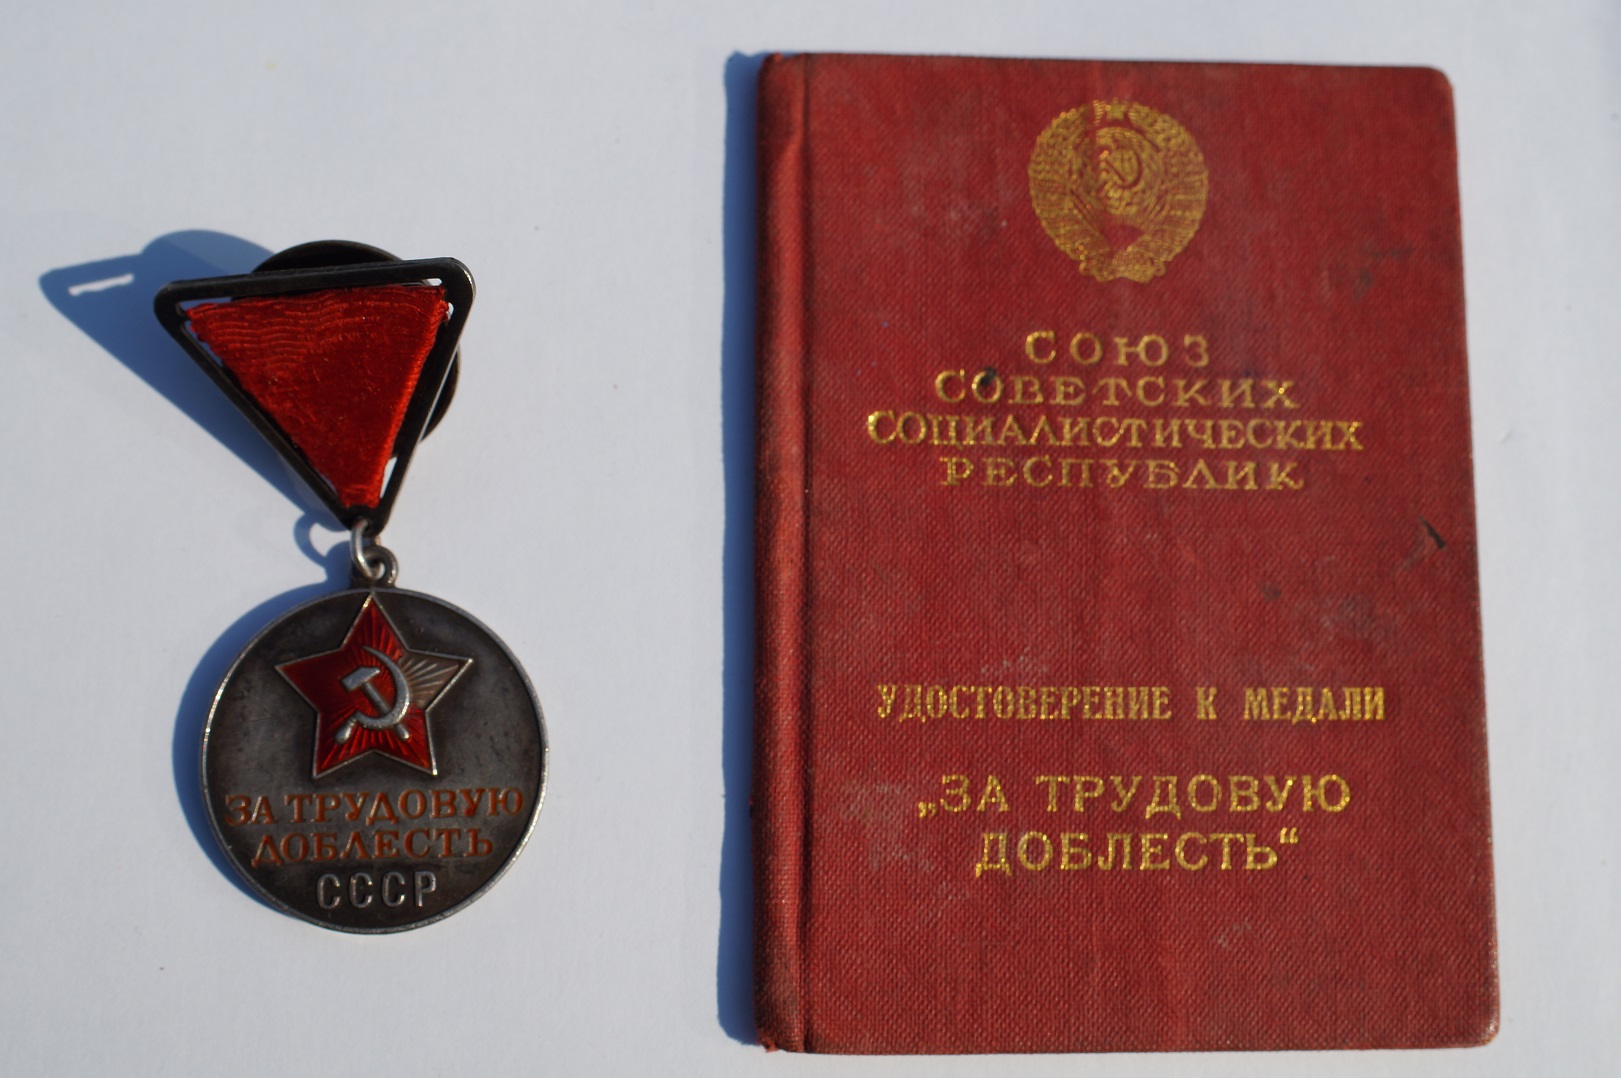 ЗА ТРУДОВУЮ
ДОБЛЕСТЬ
СССР
СОЮЗ
СОВЕТСКИХ
СОЦИАЛИСТИЧЕСКИХ
РЕСПУБЛИК
УДОСТОВЕРЕНИЕ К МЕДАЛИ
„ЗА ТРУДОВУЮ
ДОБЛЕСТЬ“